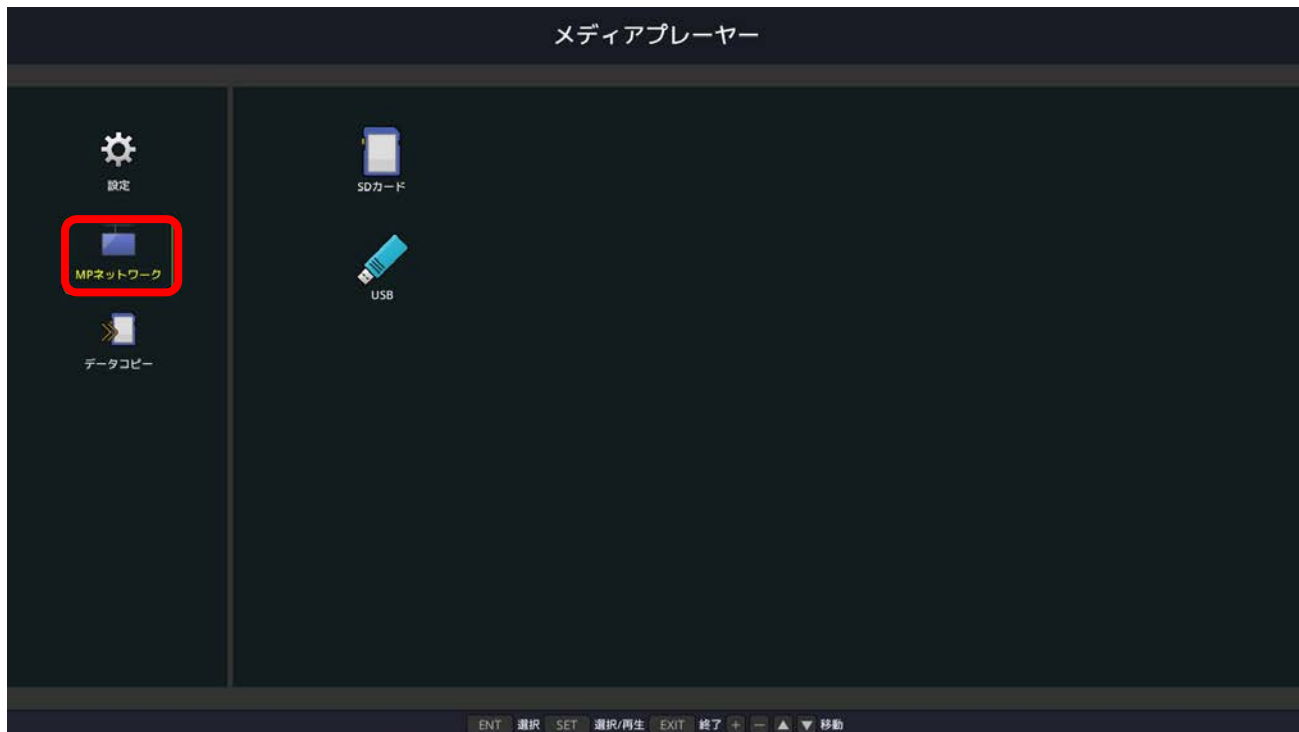 メディアプレーヤー
設定
MPネットワーク
データコピー
SDカード
USB
ENT 選択 SET 選択/再生 EXIT 終了 + - ▲ ▼ 移動